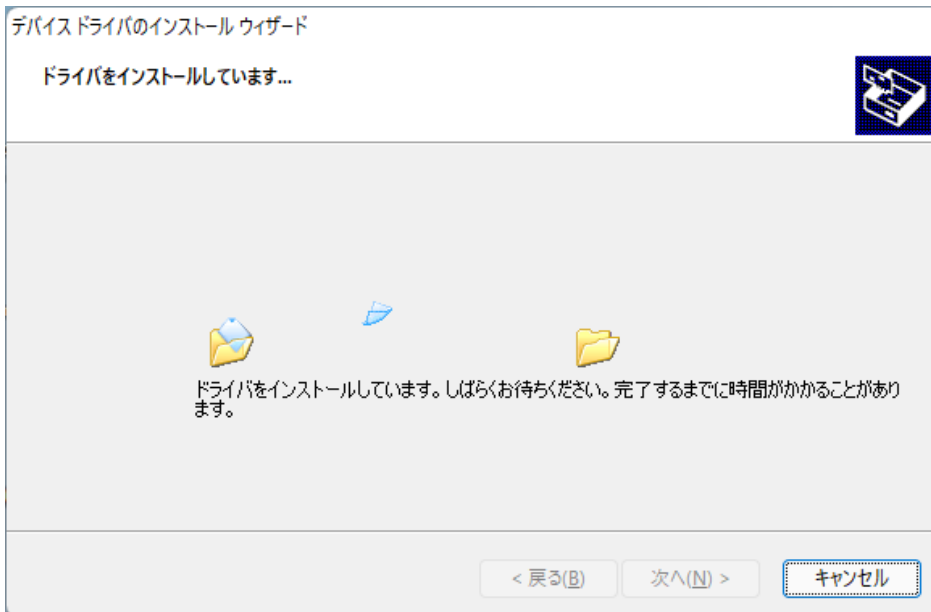 デバイス ドライバのインストール ウィザード
ドライバをインストールしています...
ドライバをインストールしています。しばらくお待ちください。完了するまでに時間がかかることがあり
ます。
< 戻る(B)
次へ(N) >
キャンセル